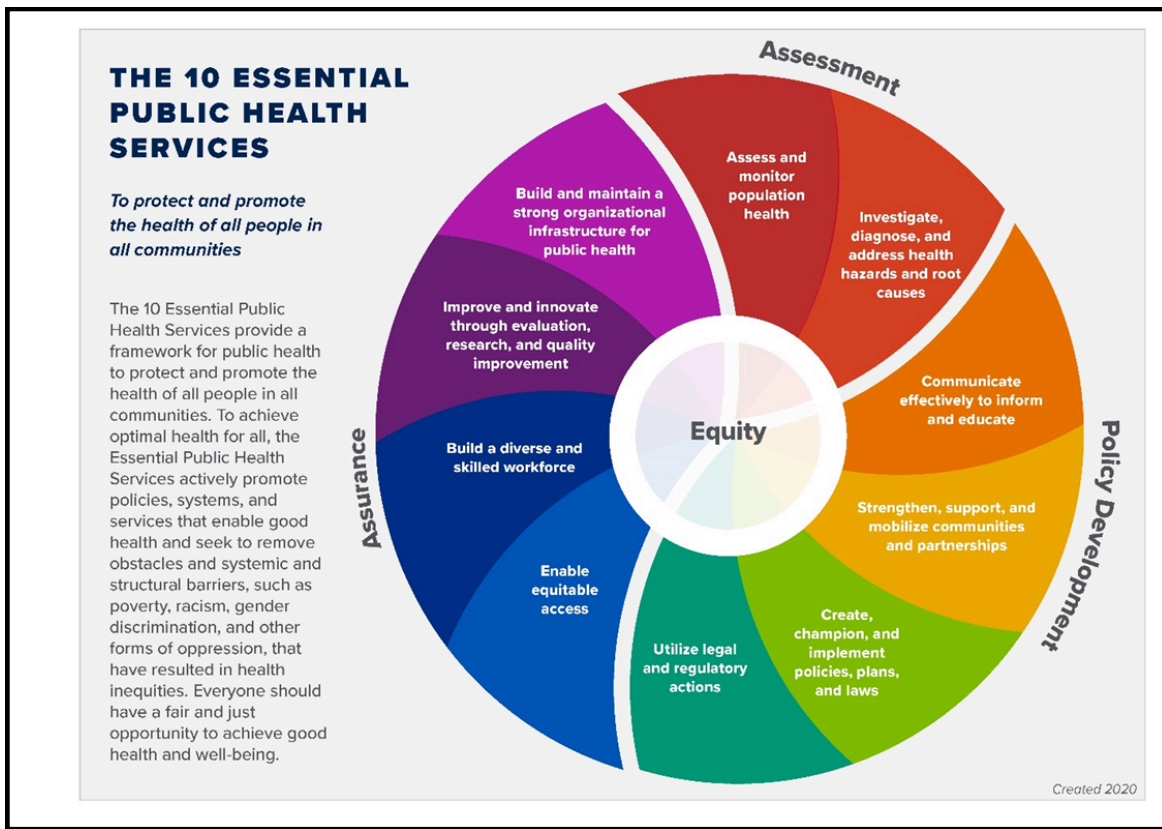 THE 10 ESSENTIAL
PUBLIC HEALTH
SERVICES
To protect and promote
the health of all people in
all communities
The 10 Essential Public
Health Services provide a
framework for public health
to protect and promote the
health of all people in all
communities. To achieve
optimal health for all, the
Essential Public Health
Services actively promote
policies, systems, and
services that enable good
health and seek to remove
obstacles and systemic and
structural barriers, such as
poverty, racism, gender
discrimination, and other
forms of oppression, that
have resulted in health
inequities. Everyone should
have a fair and just
opportunity to achieve good
health and well-being.
Assessment
Assess and
monitor
population
health
Investigate,
diagnose, and
address health
hazards and root
causes
Policy Development
Communicate
effectively to inform
and educate
Strengthen, support, and
mobilize communities
and partnerships
Create,
champion, and
implement
policies, plans,
and laws
Utilize legal
and regulatory
actions
Assurance
Enable
equitable
access
Build a diverse and
skilled workforce
Improve and innovate
through evaluation,
research, and quality
improvement
Build and maintain a
strong organizational
infrastructure for
public health
Equity
Created 2020